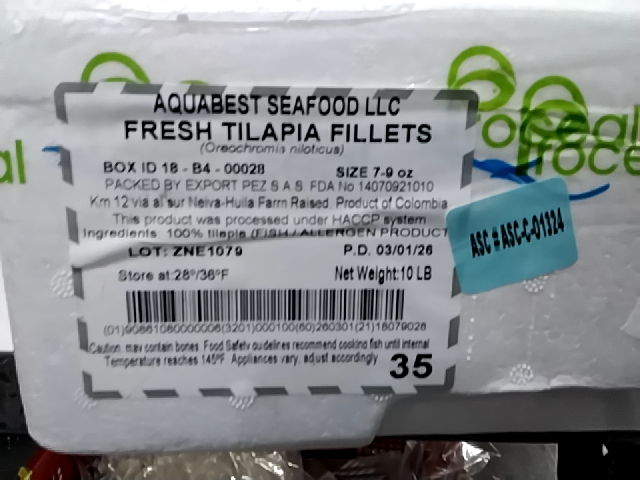 AQUABEST SEAFOOD LLC
FRESH TILAPIA FILLETS
(Oreochromis niloticus)
BOX ID 18 - B4 - 00028 SIZE 7-9 oz
PACKED BY EXPORT PEZ S A S FDA No 14070921010
Km 12 via al sur Neiva-Huila Farm Raised. Product of Colombia
This product was processed under HACCP system
Ingredients: 100% tilapia (FISH / ALLERGEN PRODUCT
LOT: ZNE1079 P.D. 03/01/26
Store at:28°/36°F Net Weight:10 LB
Caution. may contain bones. Food Safety guidelines recommend cooking fish until internal
Temperature reaches 145°F. Appliances vary, adjust accordingly
35
ASC # ASC-C-01324
oceal
roce
al